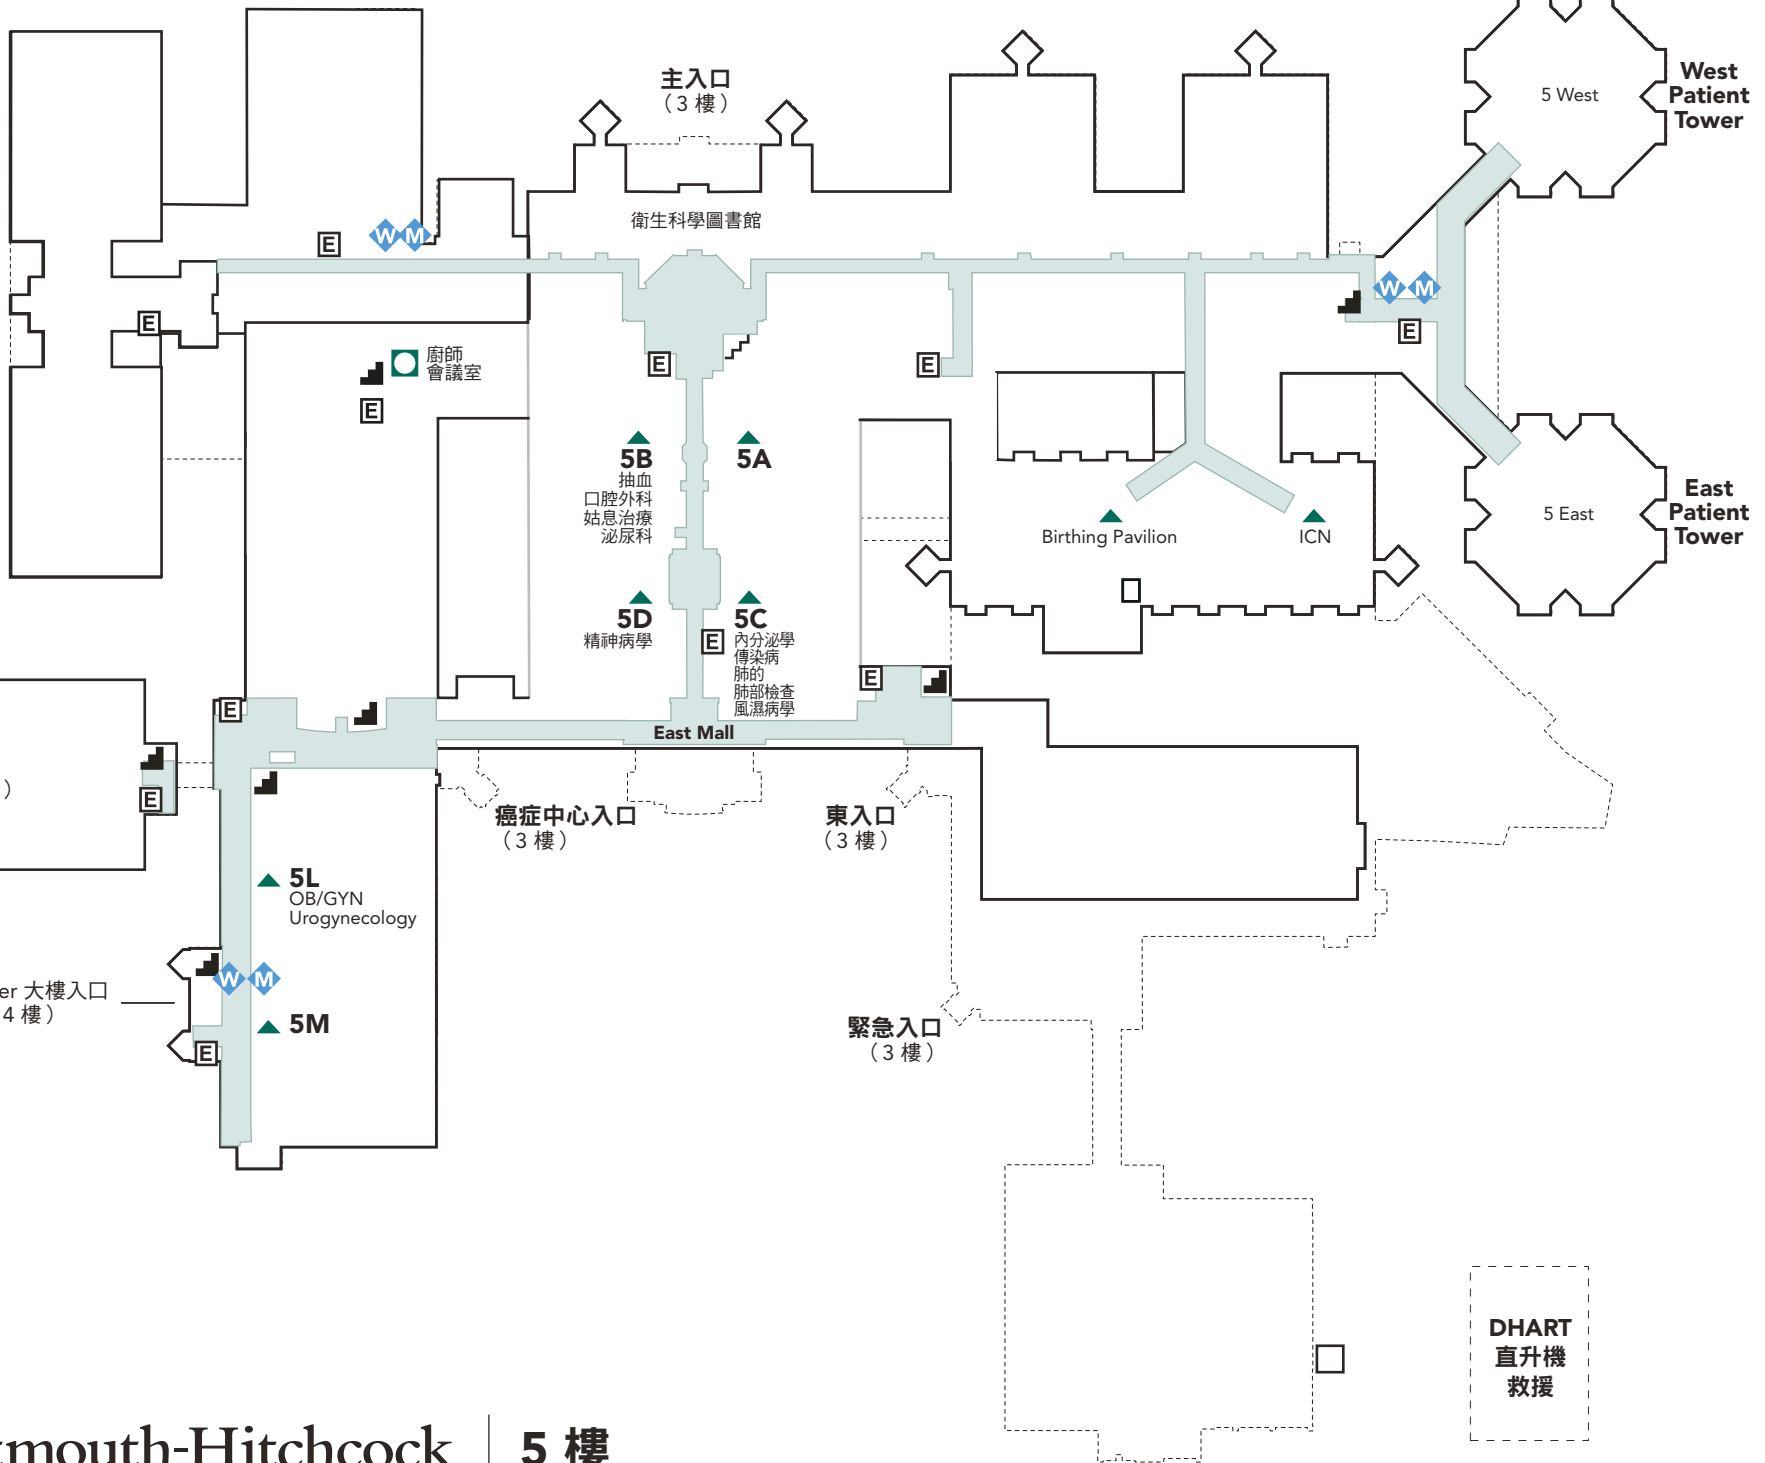 主入口
（3 樓）
5 West
West
Patient
Tower
衛生科學圖書館
E
W M
W M
E
E
E
E
廚師
會議室
E
5B
抽血
口腔外科
姑息治療
泌尿科
5A
Birthing Pavilion
ICN
5 East
East
Patient
Tower
5D
精神病學
5C
E
內分泌學
傳染病
肺的
肺部檢查
風濕病學
E
E
East Mall
E
）
癌症中心入口
（3 樓）
東入口
（3 樓）
5L
OB/GYN
Urogynecology
W M
er 大樓入口
4 樓）
5M
E
緊急入口
（3 樓）
DHART
直升機
救援
mouth-Hitchcock
5 樓